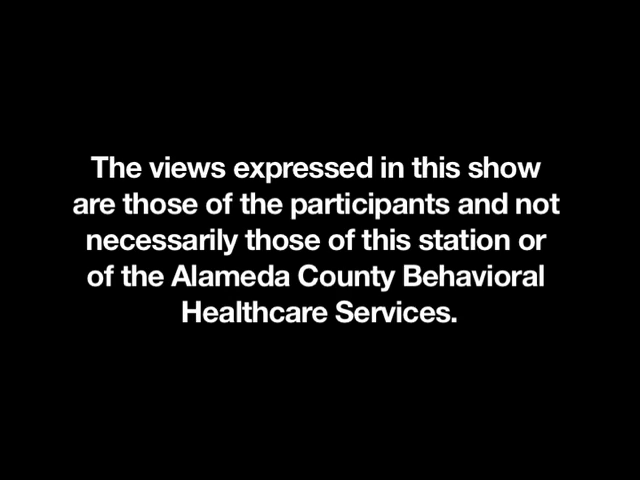 The views expressed in this show
are those of the participants and not
necessarily those of this station or
of the Alameda County Behavioral
Healthcare Services.